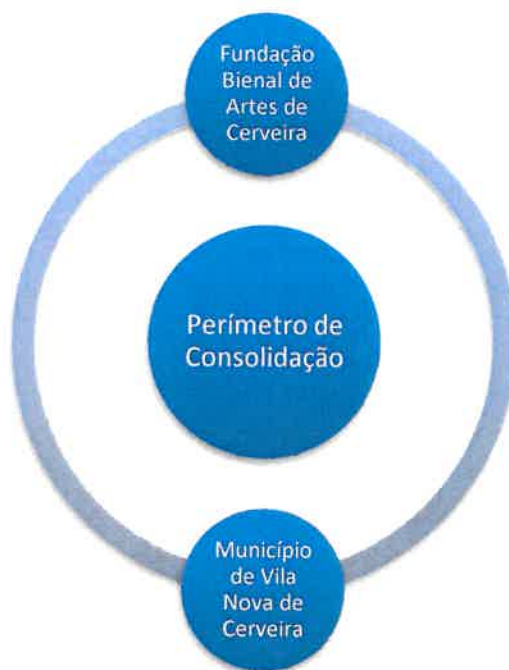 Fundação
Bienal de
Artes de
Cerveira
Perímetro de
Consolidação
Município
de Vila
Nova de
Cerveira